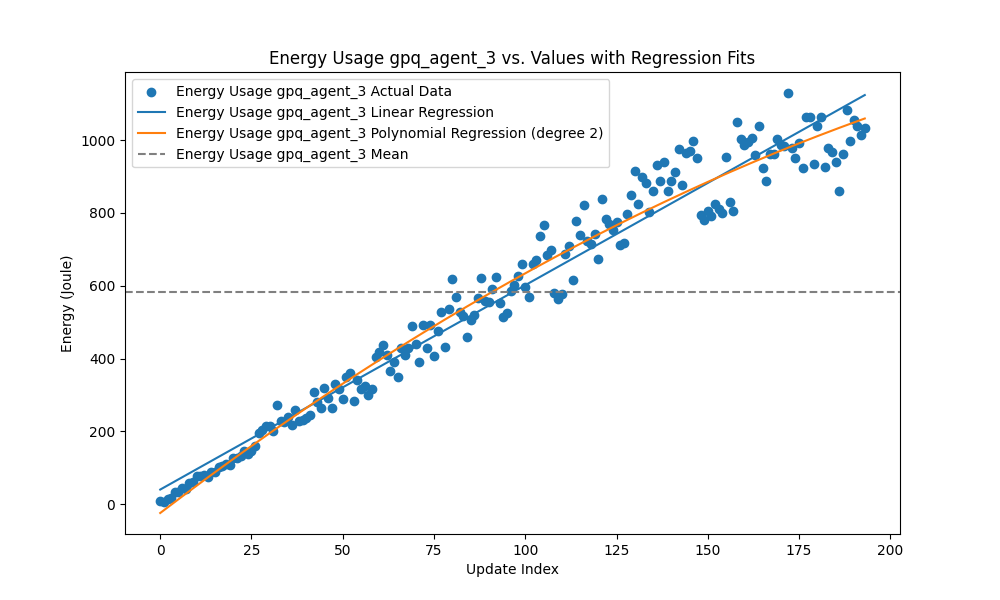 Energy Usage gpq_agent_3 vs. Values with Regression Fits
Energy Usage gpq_agent_3 Actual Data
Energy Usage gpq_agent_3 Linear Regression
Energy Usage gpq_agent_3 Polynomial Regression (degree 2)
Energy Usage gpq_agent_3 Mean
Energy (Joule)
1000
800
600
400
200
0
0 25 50 75 100 125 150 175 200
Update Index